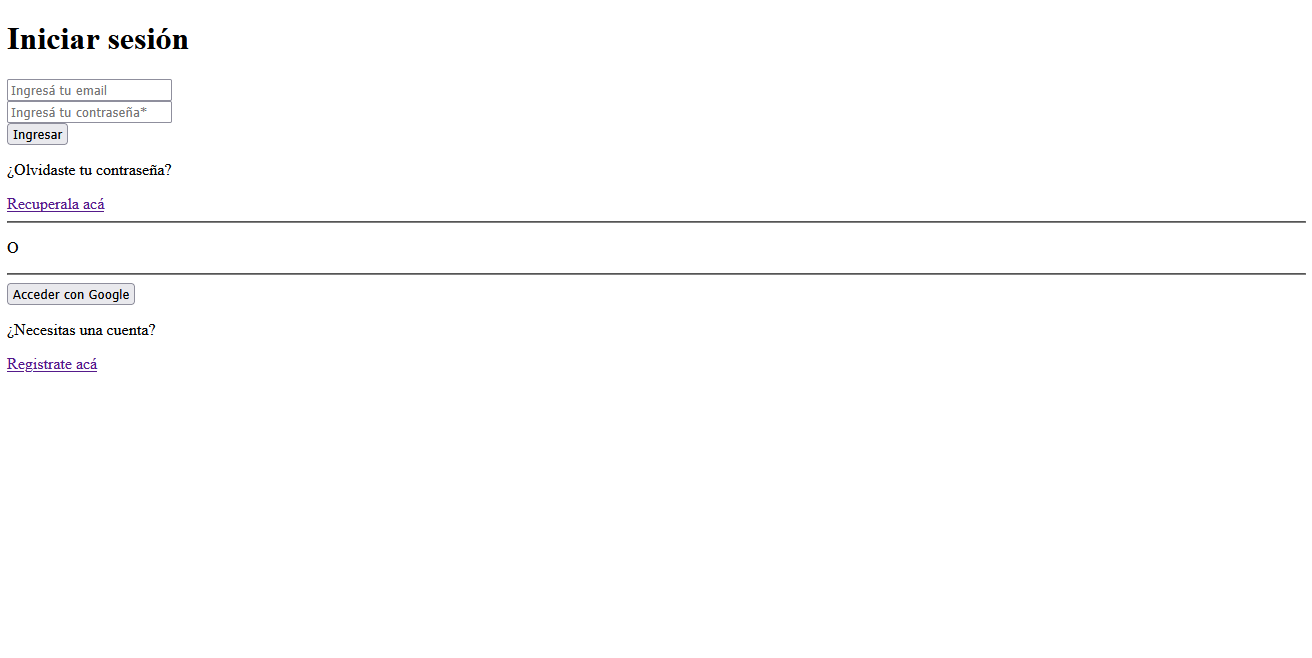 Iniciar sesión
Ingresá tu email
Ingresá tu contraseña*
Ingresar
¿Olvidaste tu contraseña?
Recuperala acá
O
Acceder con Google
¿Necesitas una cuenta?
Registrate acá